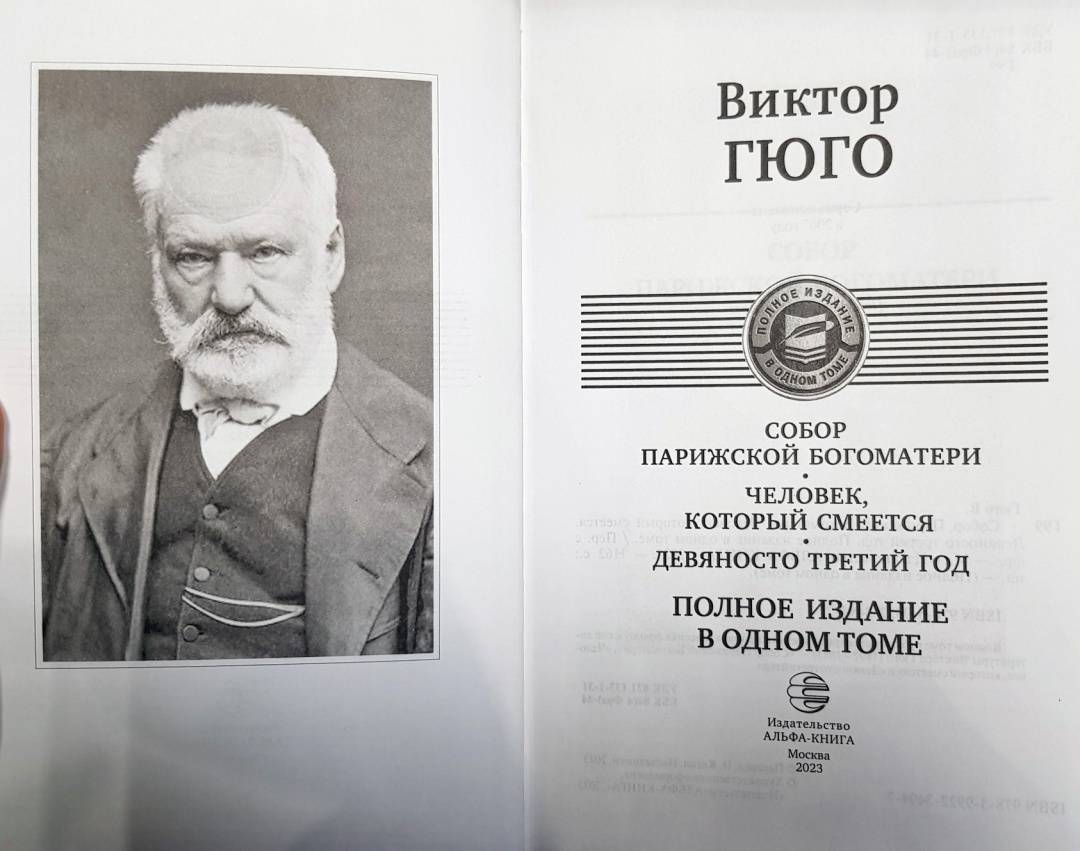 Виктор
ГЮГО
ПОЛНОЕ ИЗДАНИЕ
В ОДНОМ ТОМЕ
СОБОР
ПАРИЖСКОЙ БОГОМАТЕРИ
•
ЧЕЛОВЕК,
КОТОРЫЙ СМЕЕТСЯ
•
ДЕВЯНОСТО ТРЕТИЙ ГОД
ПОЛНОЕ ИЗДАНИЕ
В ОДНОМ ТОМЕ
Издательство
АЛЬФА-КНИГА
Москва
2023